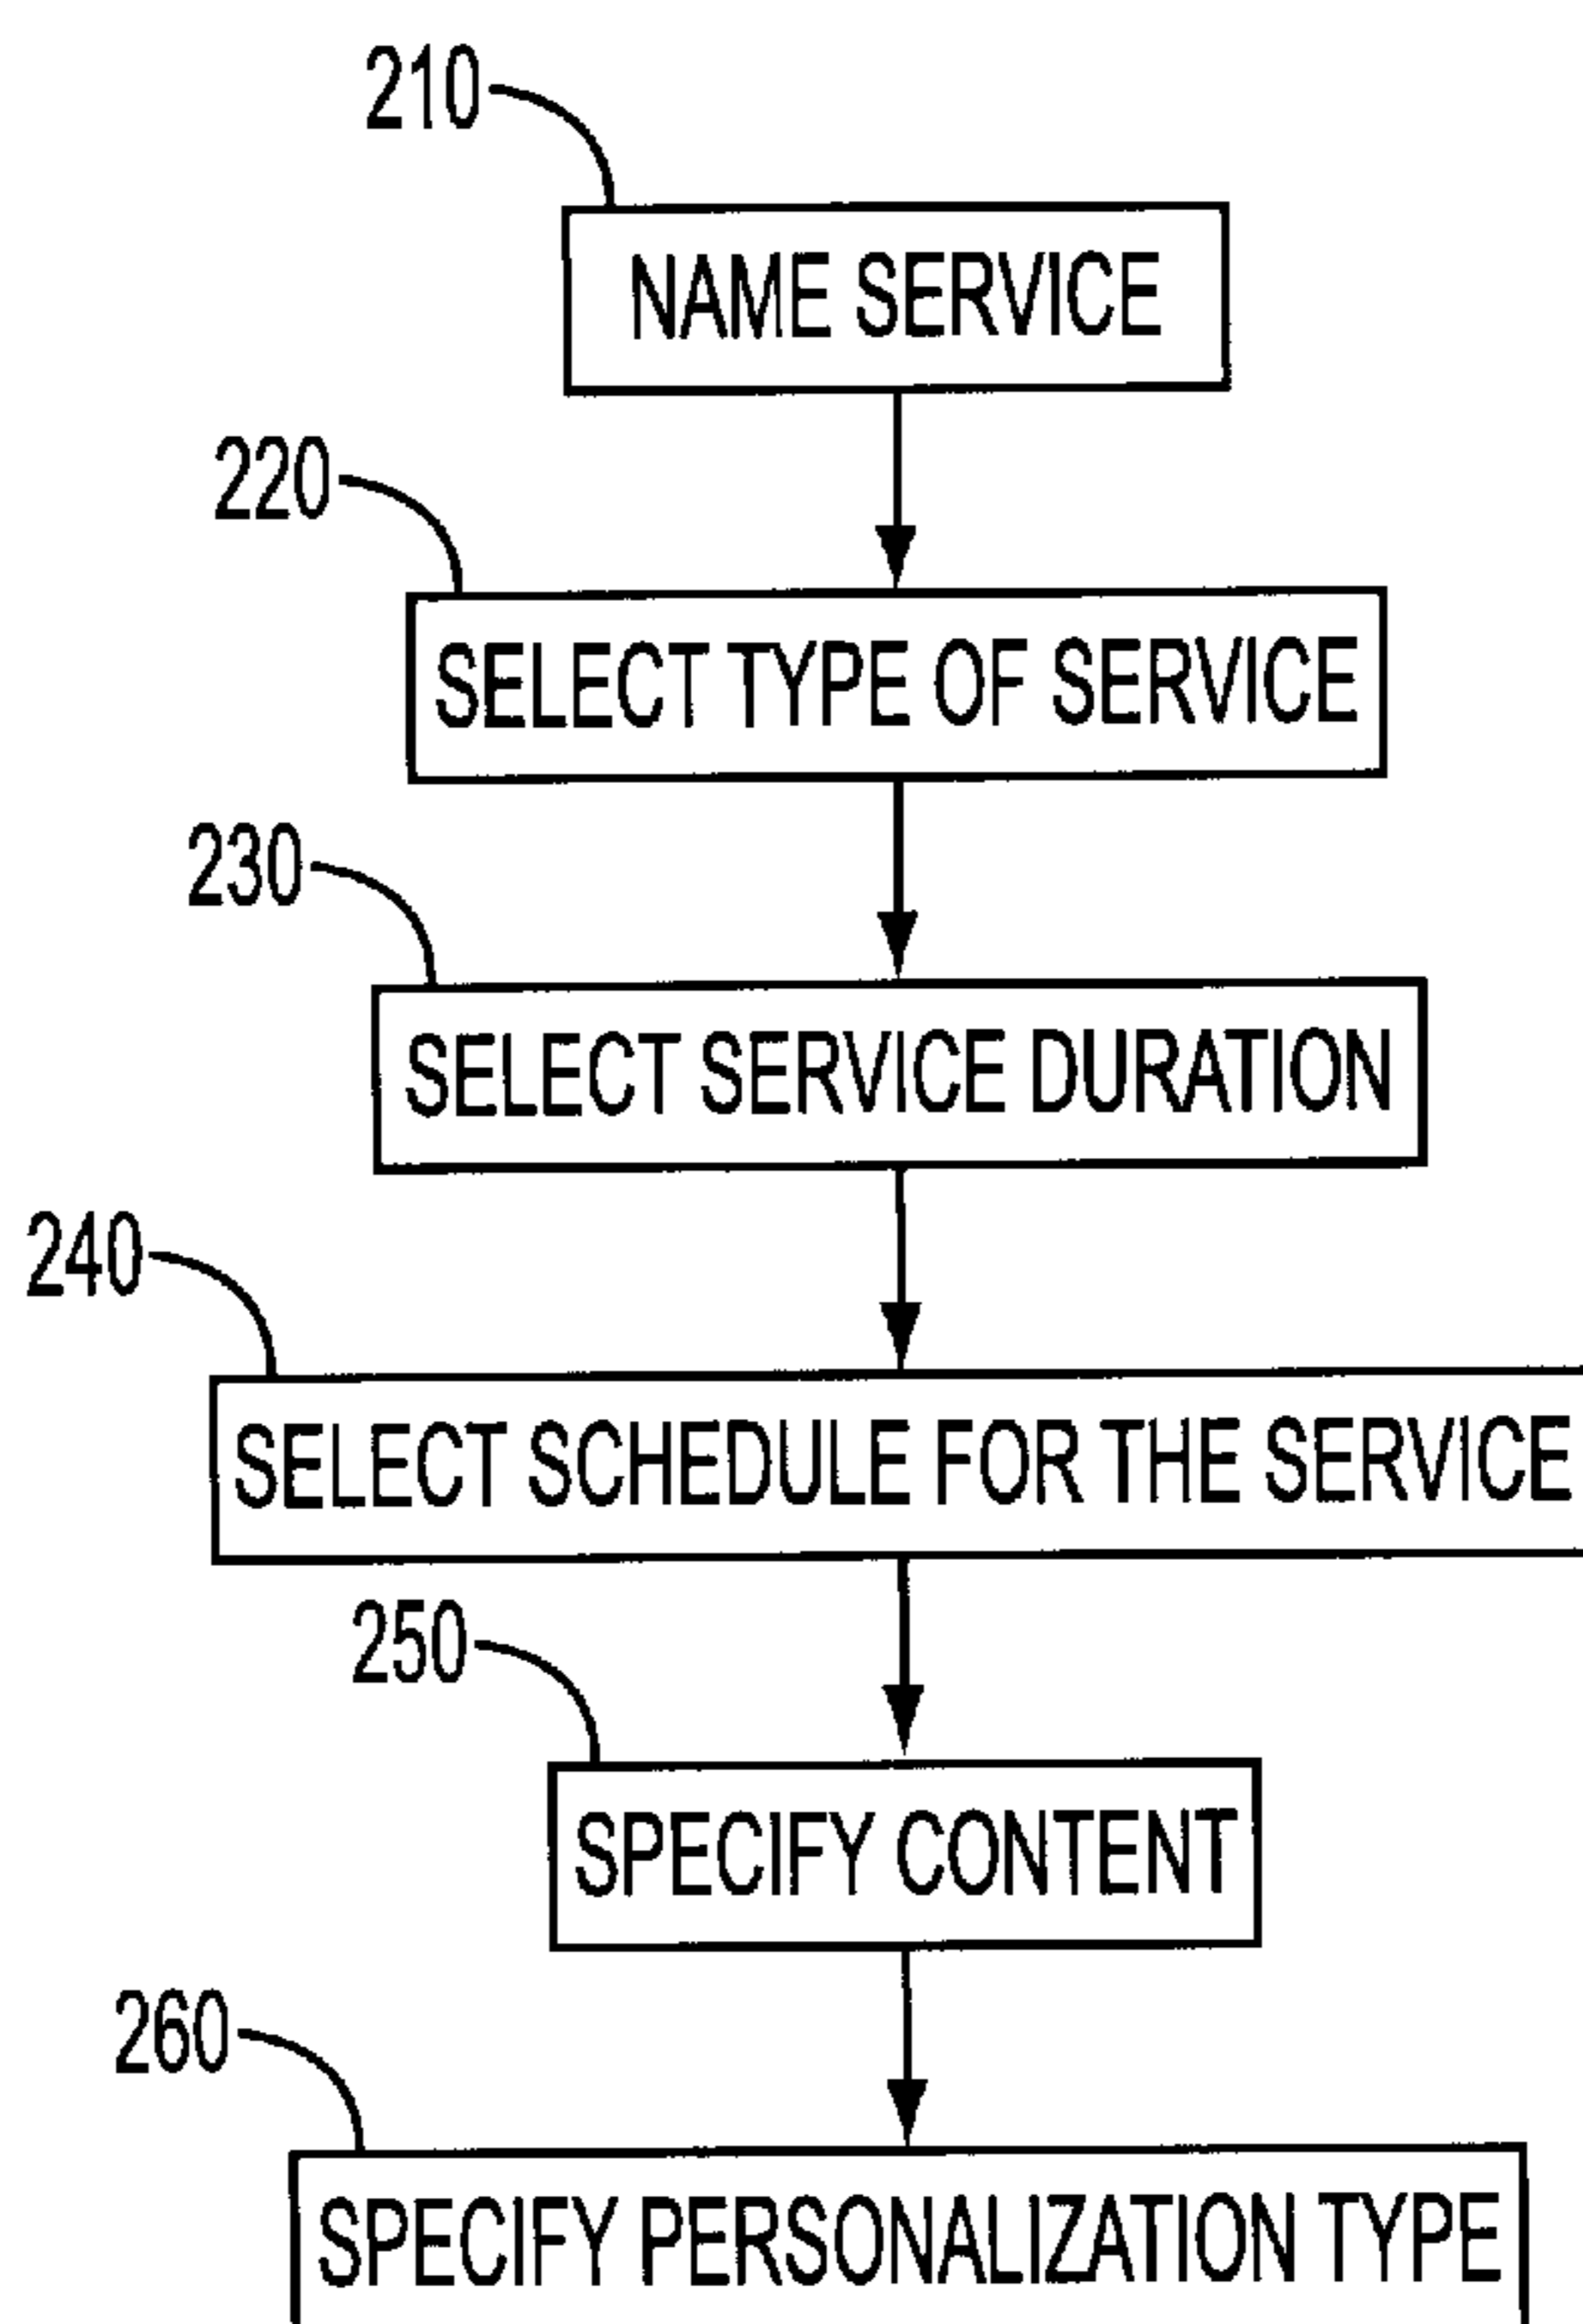 210
NAME SERVICE
220
SELECT TYPE OF SERVICE
230
SELECT SERVICE DURATION
240
SELECT SCHEDULE FOR THE SERVICE
250
SPECIFY CONTENT
260
SPECIFY PERSONALIZATION TYPE